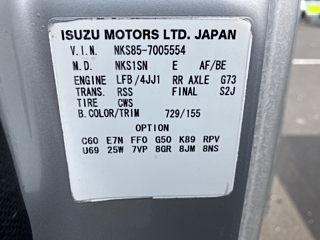 ISUZU MOTORS LTD. JAPAN
V.I.N. NKS85-7005554
M.D. NKS1SN E AF/BE
ENGINE LFB/4JJ1 RR AXLE G73
TRANS. RSS FINAL S2J
TIRE CWS
B.COLOR/TRIM 729/155
OPTION
C60 E7N FF0 G50 K89 RPV
U69 25W 7VP 8GR 8JM 8NS